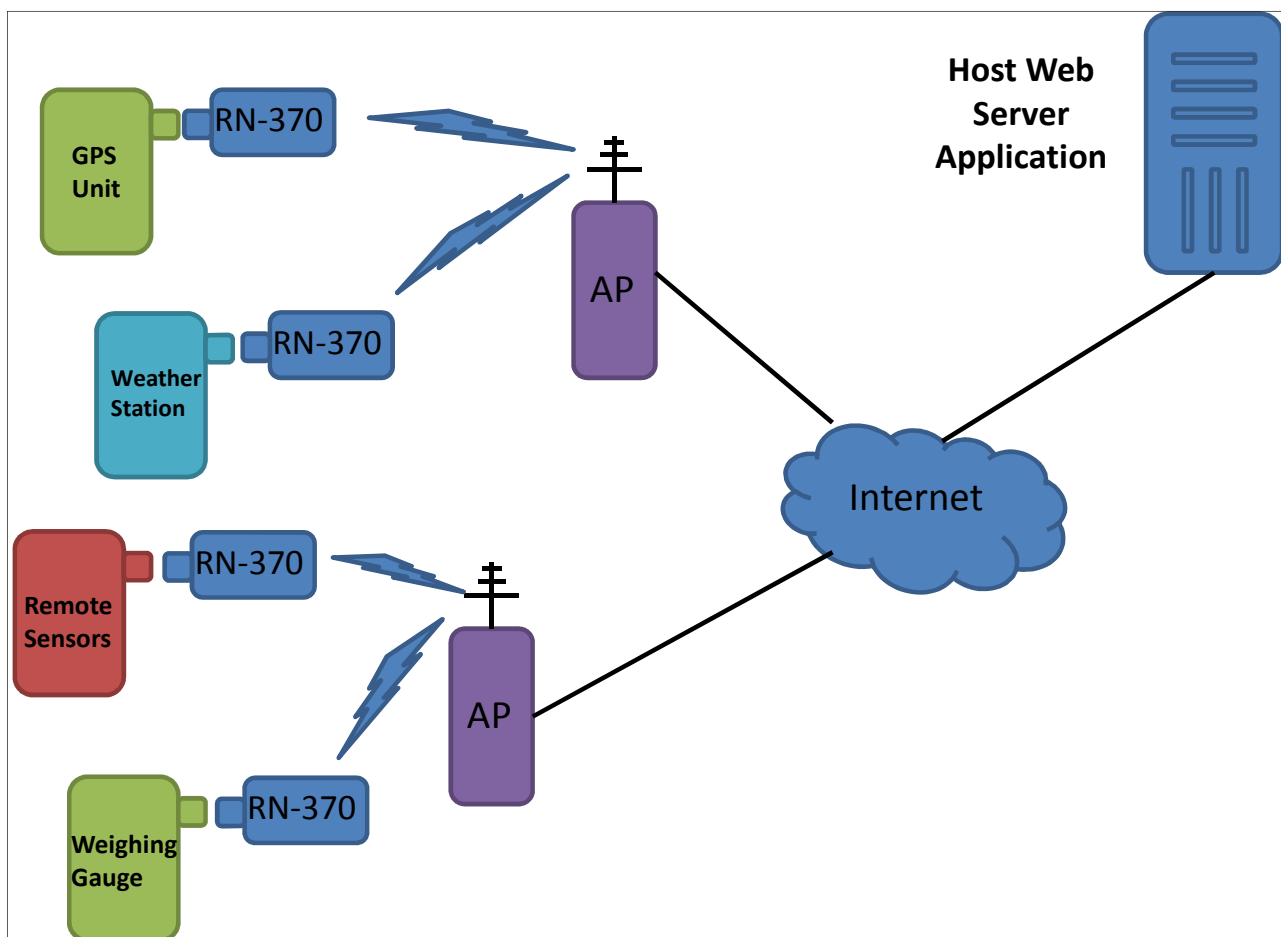 Host Web
Server
Application
RN-370
GPS
Unit
AP
RN-370
Weather
Station
Internet
RN-370
Remote
Sensors
AP
RN-370
Weighing
Gauge